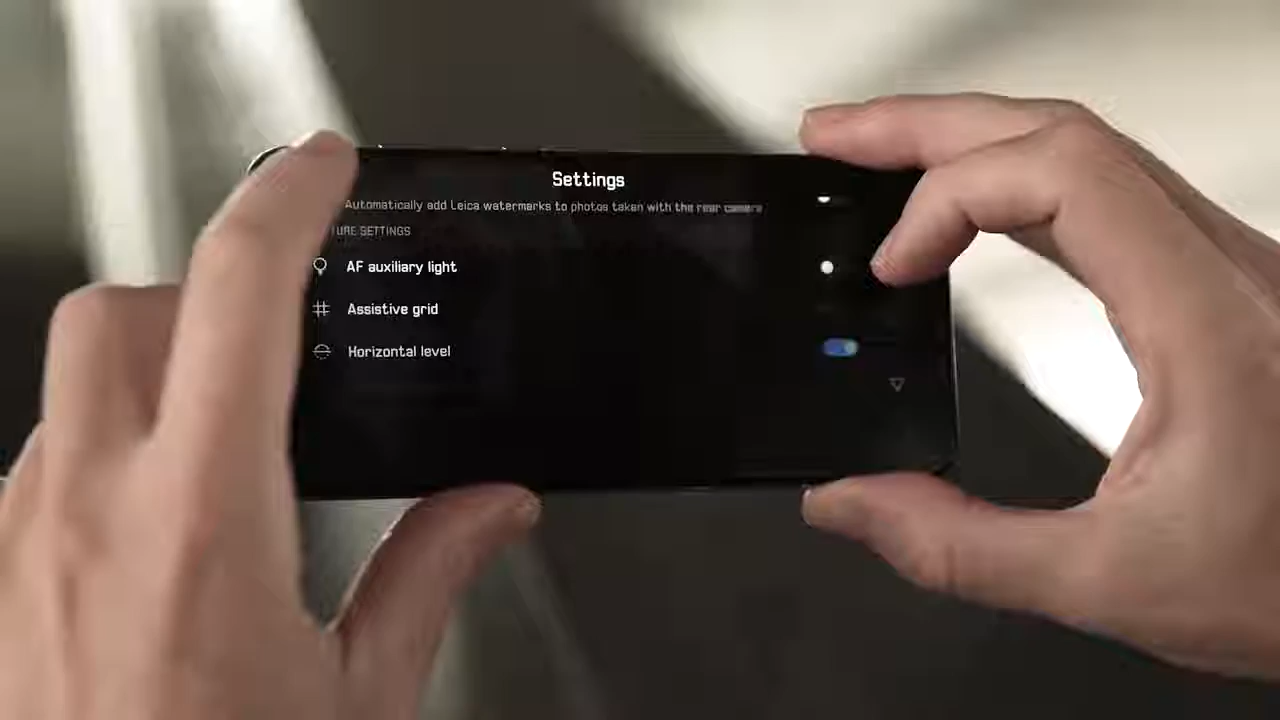 Settings
Automatically add Leica watermarks to photos taken with the rear camera
SETTINGS
AF auxiliary light
Assistive grid
Horizontal level